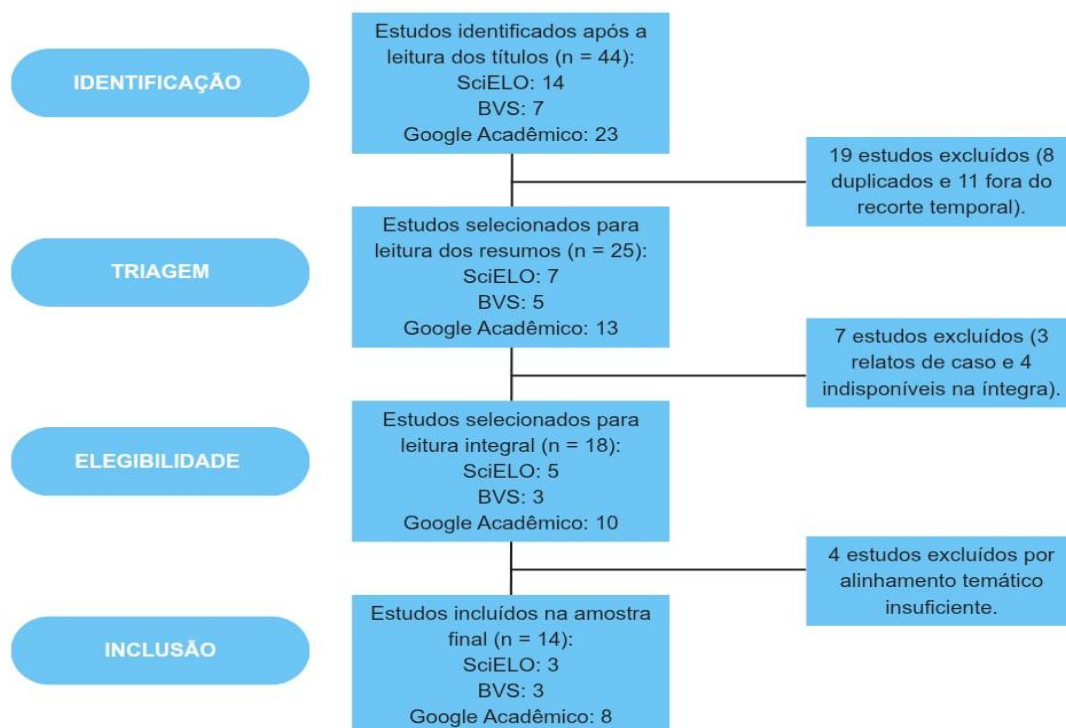 IDENTIFICAÇÃO
Estudos identificados após a
leitura dos títulos (n = 44):
SciELO: 14
BVS: 7
Google Acadêmico: 23
19 estudos excluídos (8
duplicados e 11 fora do
recorte temporal).
TRIAGEM
Estudos selecionados para
leitura dos resumos (n = 25):
SciELO: 7
BVS: 5
Google Acadêmico: 13
7 estudos excluídos (3
relatos de caso e 4
indisponíveis na íntegra).
ELEGIBILIDADE
Estudos selecionados para
leitura integral (n = 18):
SciELO: 5
BVS: 3
Google Acadêmico: 10
4 estudos excluídos por
alinhamento temático
insuficiente.
INCLUSÃO
Estudos incluídos na amostra
final (n = 14):
SciELO: 3
BVS: 3
Google Acadêmico: 8